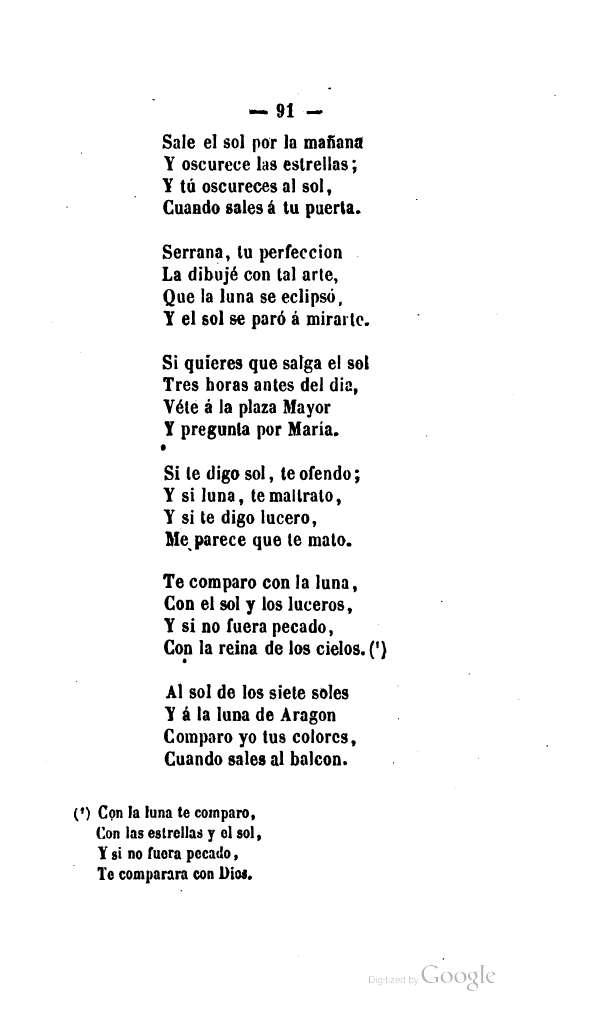 — 91 —
Sale el sol por la mañana
Y oscurece las estrellas;
Y tú oscureces al sol,
Cuando sales á tu puerta.
Serrana, tu perfeccion
La dibujé con tal arte,
Que la luna se eclipsó,
Y el sol se paró á mirarte.
Si quieres que salga el sol
Tres horas antes del dia,
Véte á la plaza Mayor
Y pregunta por María.
Si te digo sol, te ofendo;
Y si luna, te maltrato,
Y si te digo lucero,
Me parece que te mato.
Te comparo con la luna,
Con el sol y los luceros,
Y si no fuera pecado,
Con la reina de los cielos. (¹)
Al sol de los siete soles
Y á la luna de Aragon
Comparo yo tus colores,
Cuando sales al balcon.
(¹) Con la luna te comparo,
Con las estrellas y el sol,
Y si no fuera pecado,
Te comparara con Dios.
Digitized by Google